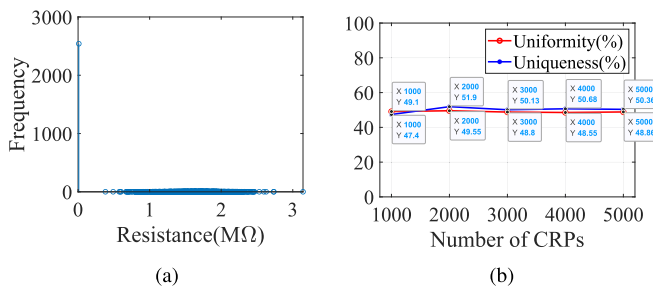 3000
2000
1000
0
Frequency
0
1
2
3
Resistance(MΩ)
(a)
100
80
60
40
20
0
Uniformity(%)
Uniqueness(%)
X 1000
Y 49.1
X 2000
Y 51.9
X 3000
Y 50.13
X 4000
Y 50.68
X 5000
Y 50.36
X 1000
Y 47.4
X 2000
Y 49.55
X 3000
Y 48.8
X 4000
Y 48.55
X 5000
Y 48.86
1000
2000
3000
4000
5000
Number of CRPs
(b)